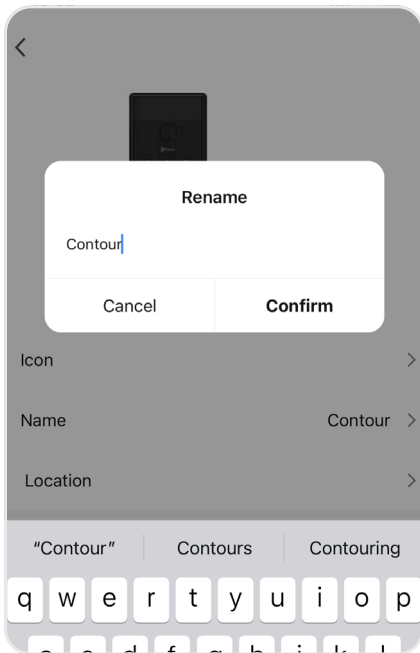 Rename
Contour
Cancel Confirm
Icon
Name Contour
Location
“Contour” Contours Contouring
q w e r t y u i o p